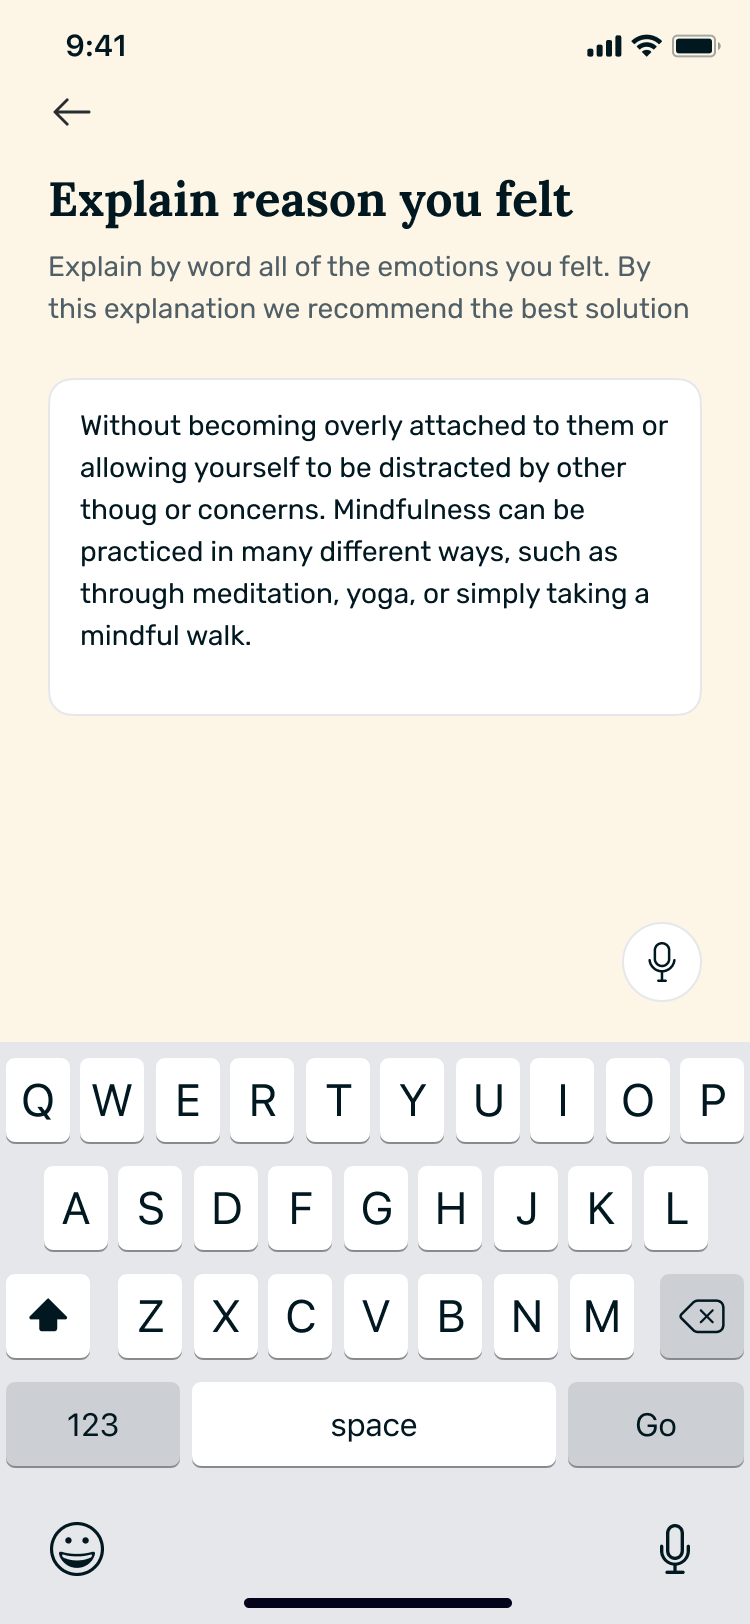 9:41
Explain reason you felt
Explain by word all of the emotions you felt. By
this explanation we recommend the best solution
Without becoming overly attached to them or
allowing yourself to be distracted by other
thoug or concerns. Mindfulness can be
practiced in many different ways, such as
through meditation, yoga, or simply taking a
mindful walk.
Q W E R T Y U I O P
A S D F G H J K L
Z X C V B N M
123 space Go